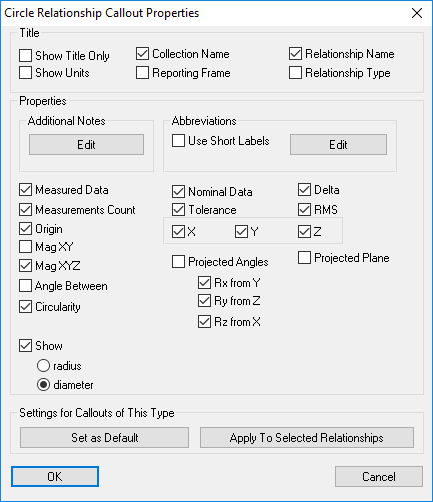 Circle Relationship Callout Properties
Title
Show Title Only
Collection Name
Relationship Name
Show Units
Reporting Frame
Relationship Type
Properties
Additional Notes
Edit
Abbreviations
Use Short Labels
Edit
Measured Data
Nominal Data
Delta
Measurements Count
Tolerance
RMS
Origin
X
Y
Z
Mag XY
Mag XYZ
Projected Angles
Projected Plane
Angle Between
Rx from Y
Circularity
Ry from Z
Rz from X
Show
radius
diameter
Settings for Callouts of This Type
Set as Default
Apply To Selected Relationships
OK
Cancel